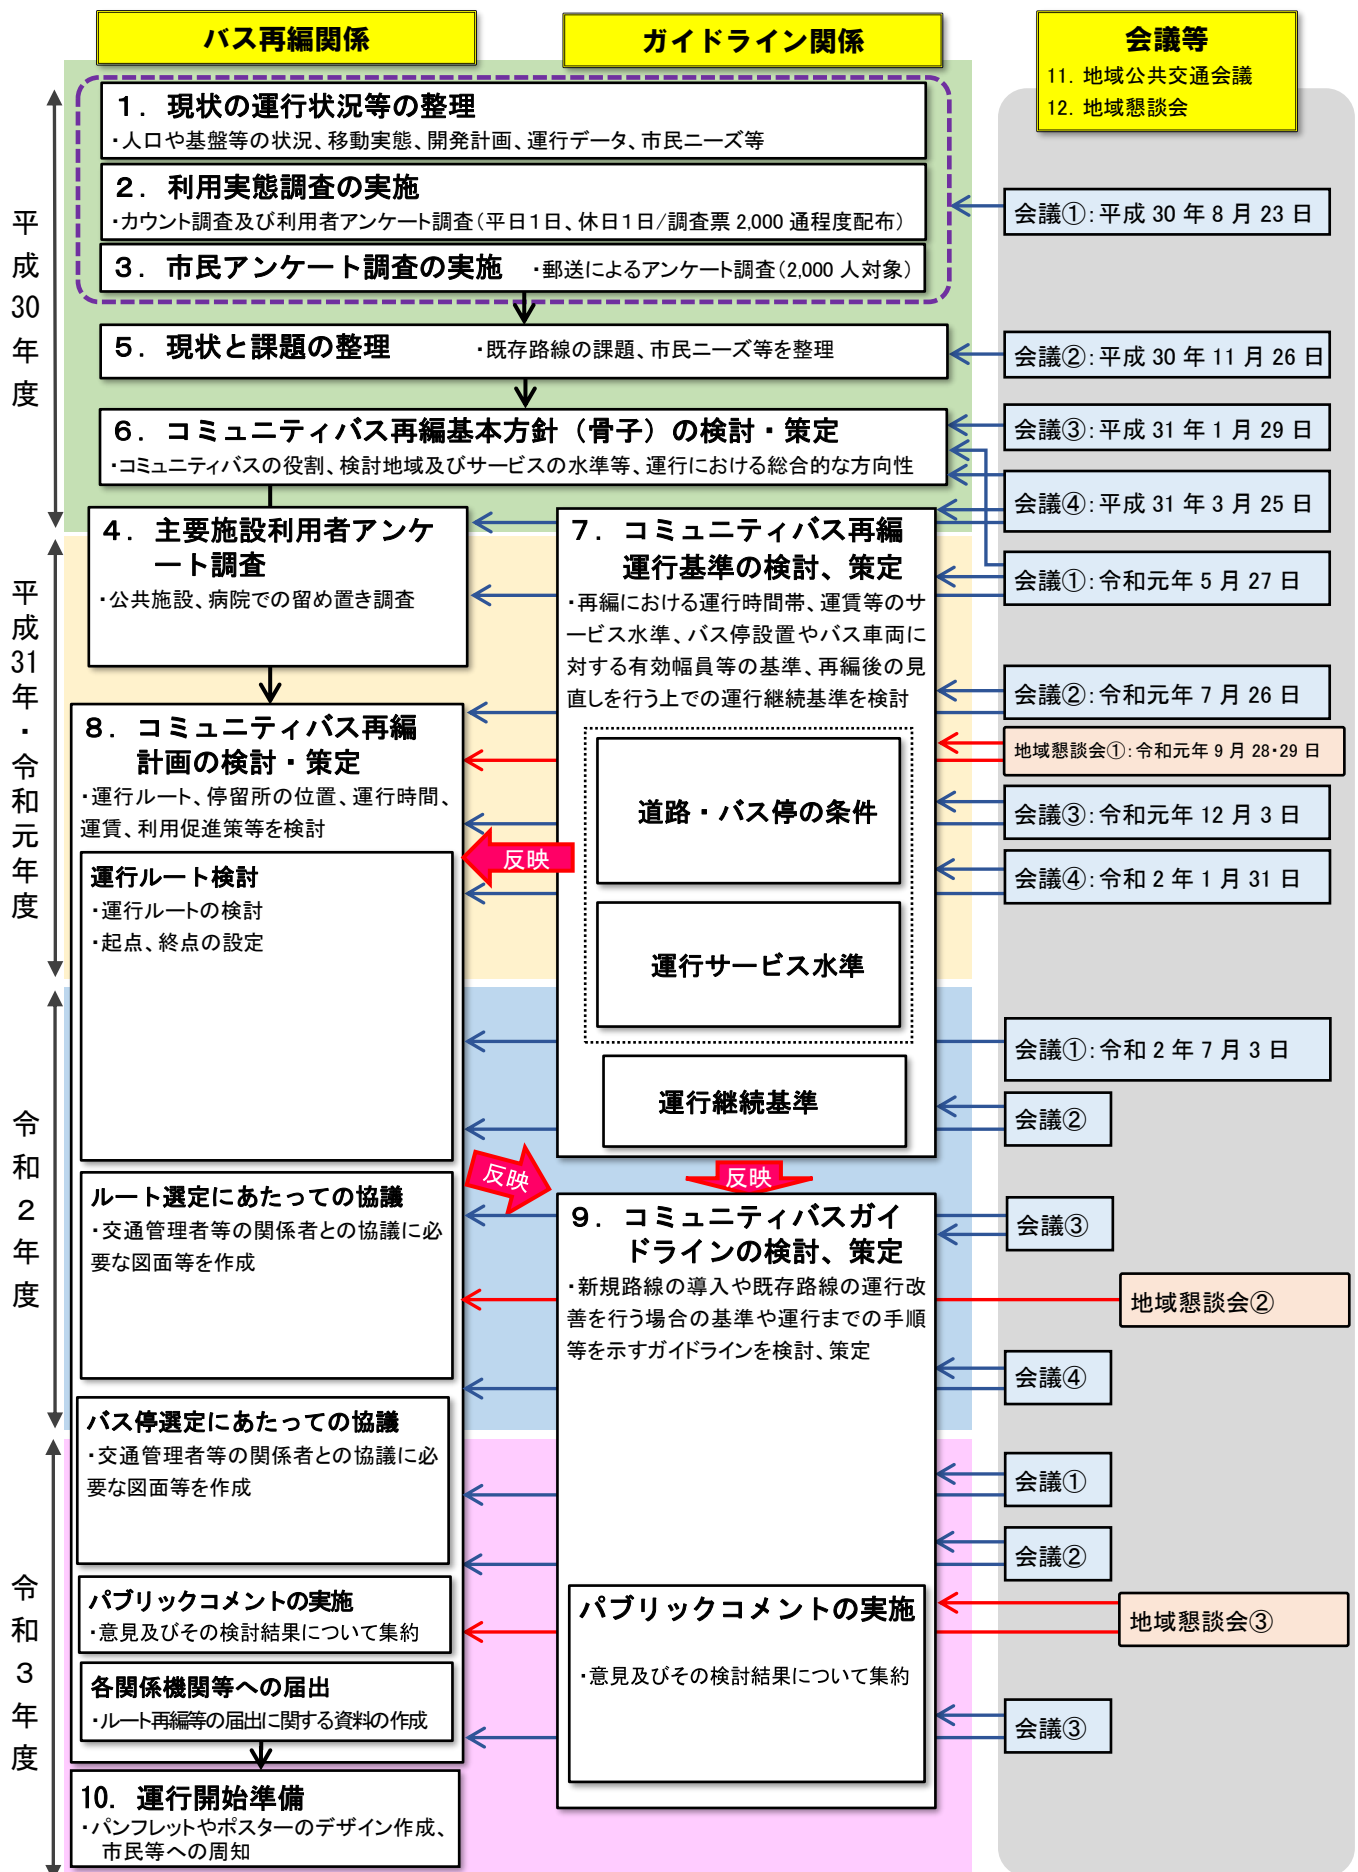 バス再編関係
ガイドライン関係
会議等
11. 地域公共交通会議
12. 地域懇談会
平成30年度
1. 現状の運行状況等の整理
・人口や基盤等の状況、移動実態、開発計画、運行データ、市民ニーズ等
2. 利用実態調査の実施
・カウント調査及び利用者アンケート調査(平日1日、休日1日/調査票 2,000 通程度配布)
3. 市民アンケート調査の実施 ・郵送によるアンケート調査(2,000 人対象)
会議①:平成 30 年 8 月 23 日
5. 現状と課題の整理 ・既存路線の課題、市民ニーズ等を整理
会議②:平成 30 年 11 月 26 日
6. コミュニティバス再編基本方針(骨子)の検討・策定
・コミュニティバスの役割、検討地域及びサービスの水準等、運行における総合的な方向性
会議③:平成 31 年 1 月 29 日
会議④:平成 31 年 3 月 25 日
平成31年・令和元年度
4. 主要施設利用者アンケ
ート調査
・公共施設、病院での留め置き調査
7. コミュニティバス再編
運行基準の検討、策定
・再編における運行時間帯、運賃等のサ
ービス水準、バス停設置やバス車両に
対する有効幅員等の基準、再編後の見
直しを行う上での運行継続基準を検討
会議①:令和元年 5 月 27 日
会議②:令和元年 7 月 26 日
地域懇談会①:令和元年 9 月 28・29 日
会議③:令和元年 12 月 3 日
会議④:令和 2 年 1 月 31 日
8. コミュニティバス再編
計画の検討・策定
・運行ルート、停留所の位置、運行時間、
運賃、利用促進策等を検討
道路・バス停の条件
反映
運行ルート検討
・運行ルートの検討
・起点、終点の設定
運行サービス水準
令和2年度
会議①:令和 2 年 7 月 3 日
運行継続基準
会議②
反映
反映
ルート選定にあたっての協議
・交通管理者等の関係者との協議に必
要な図面等を作成
9. コミュニティバスガイ
ドラインの検討、策定
・新規路線の導入や既存路線の運行改
善を行う場合の基準や運行までの手順
等を示すガイドラインを検討、策定
会議③
地域懇談会②
会議④
バス停選定にあたっての協議
・交通管理者等の関係者との協議に必
要な図面等を作成
令和3年度
会議①
会議②
パブリックコメントの実施
・意見及びその検討結果について集約
パブリックコメントの実施
・意見及びその検討結果について集約
地域懇談会③
各関係機関等への届出
・ルート再編等の届出に関する資料の作成
会議③
10. 運行開始準備
・パンフレットやポスターのデザイン作成、
市民等への周知